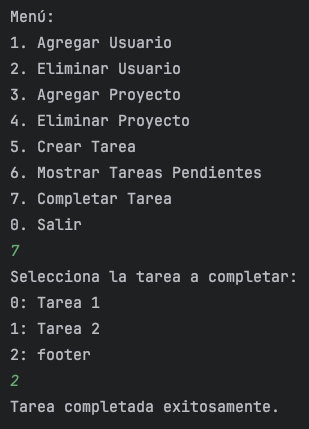 Menú:
1. Agregar Usuario
2. Eliminar Usuario
3. Agregar Proyecto
4. Eliminar Proyecto
5. Crear Tarea
6. Mostrar Tareas Pendientes
7. Completar Tarea
0. Salir
7
Selecciona la tarea a completar:
0: Tarea 1
1: Tarea 2
2: footer
2
Tarea completada exitosamente.